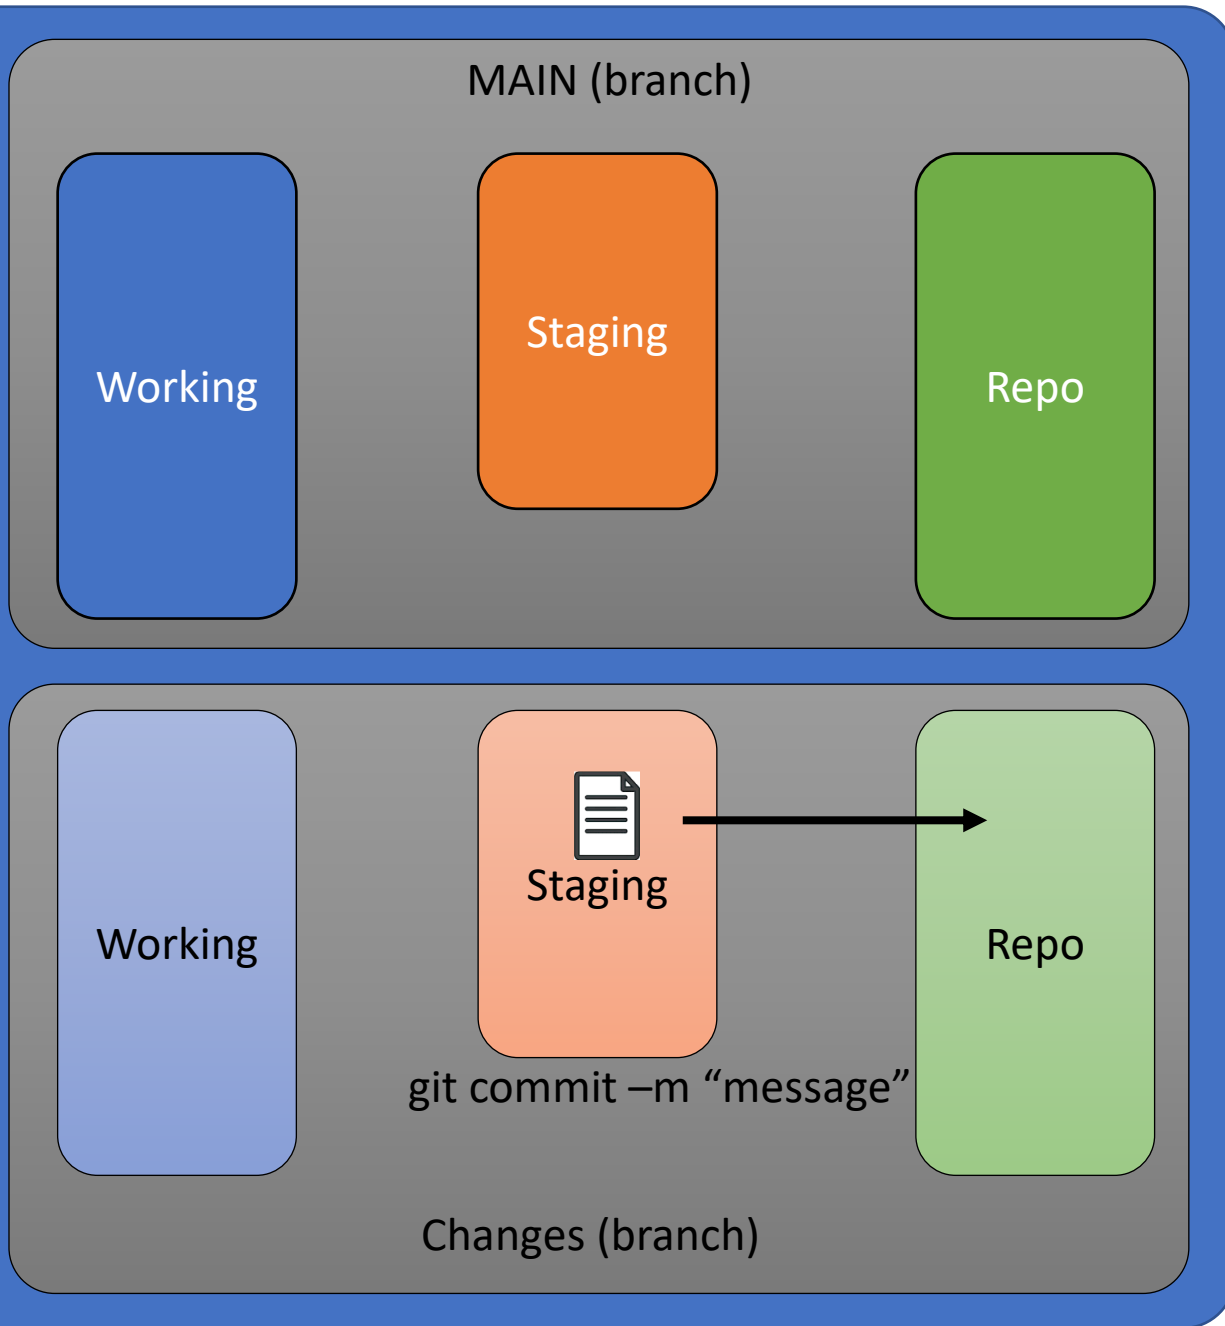 MAIN (branch)
Working
Staging
Repo
Working
Staging
Repo
git commit –m “message”
Changes (branch)